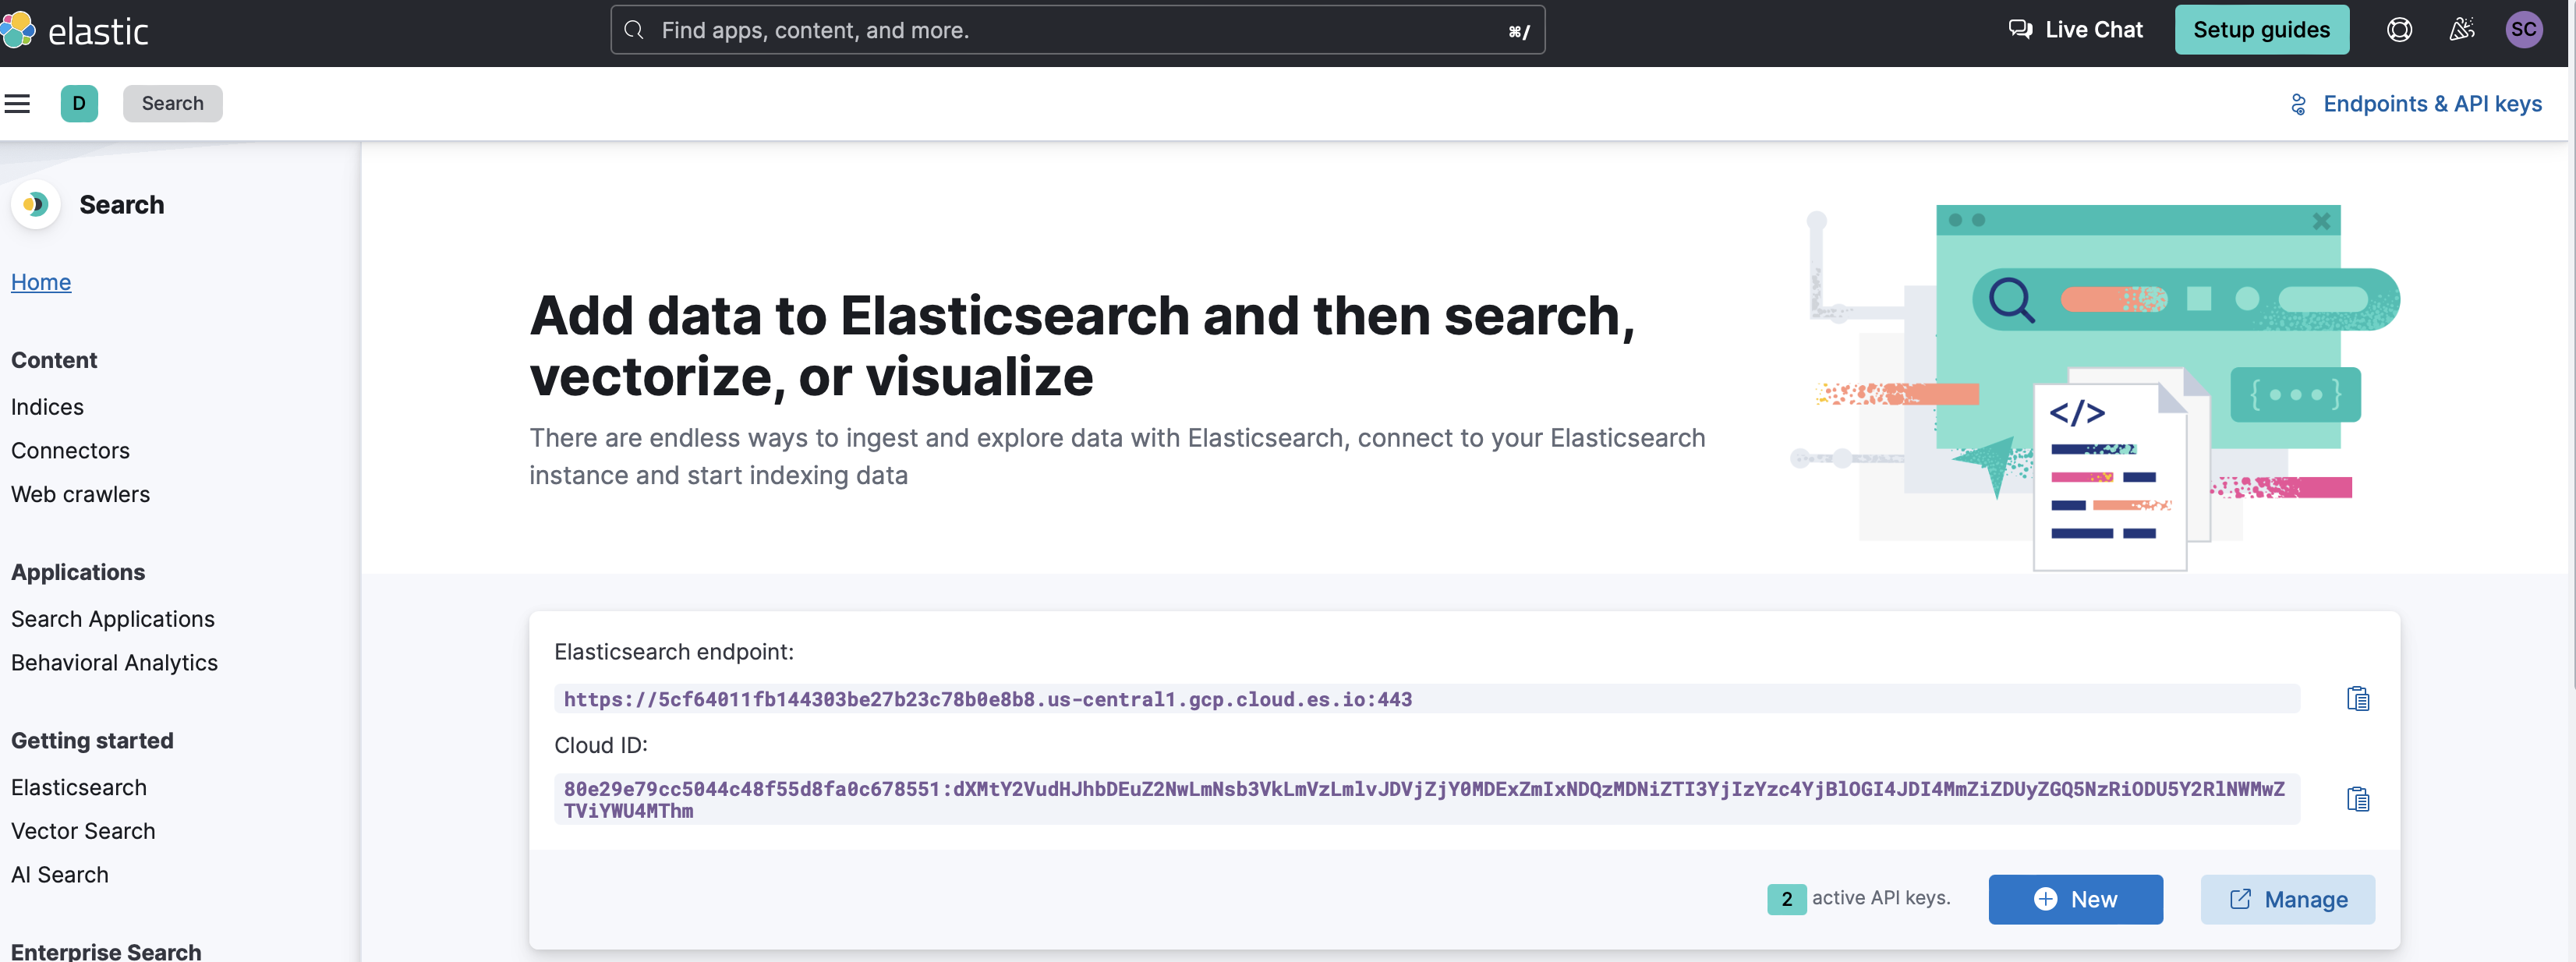 elastic
Find apps, content, and more.
⌘/
Live Chat
Setup guides
SC
D
Search
Endpoints & API keys
Search
Home
Content
Indices
Connectors
Web crawlers
Applications
Search Applications
Behavioral Analytics
Getting started
Elasticsearch
Vector Search
AI Search
Enterprise Search
Add data to Elasticsearch and then search,
vectorize, or visualize
There are endless ways to ingest and explore data with Elasticsearch, connect to your Elasticsearch
instance and start indexing data
</>
{•••}
Elasticsearch endpoint:
https://5cf64011fb144303be27b23c78b0e8b8.us-central1.gcp.cloud.es.io:443
Cloud ID:
80e29e79cc5044c48f55d8fa0c678551:dXMtY2VudHJhbDEuZ2NwLmNsb3VkLmVzLmlvJDVjZjY0MDExZmIxNDQzMDNiZTI3YjIzYzc4YjBlOGI4JDI4MmZiZDUyZGQ5NzRiODU5Y2RlNWMwZ
TViYWU4MThm
2 active API keys.
New
Manage